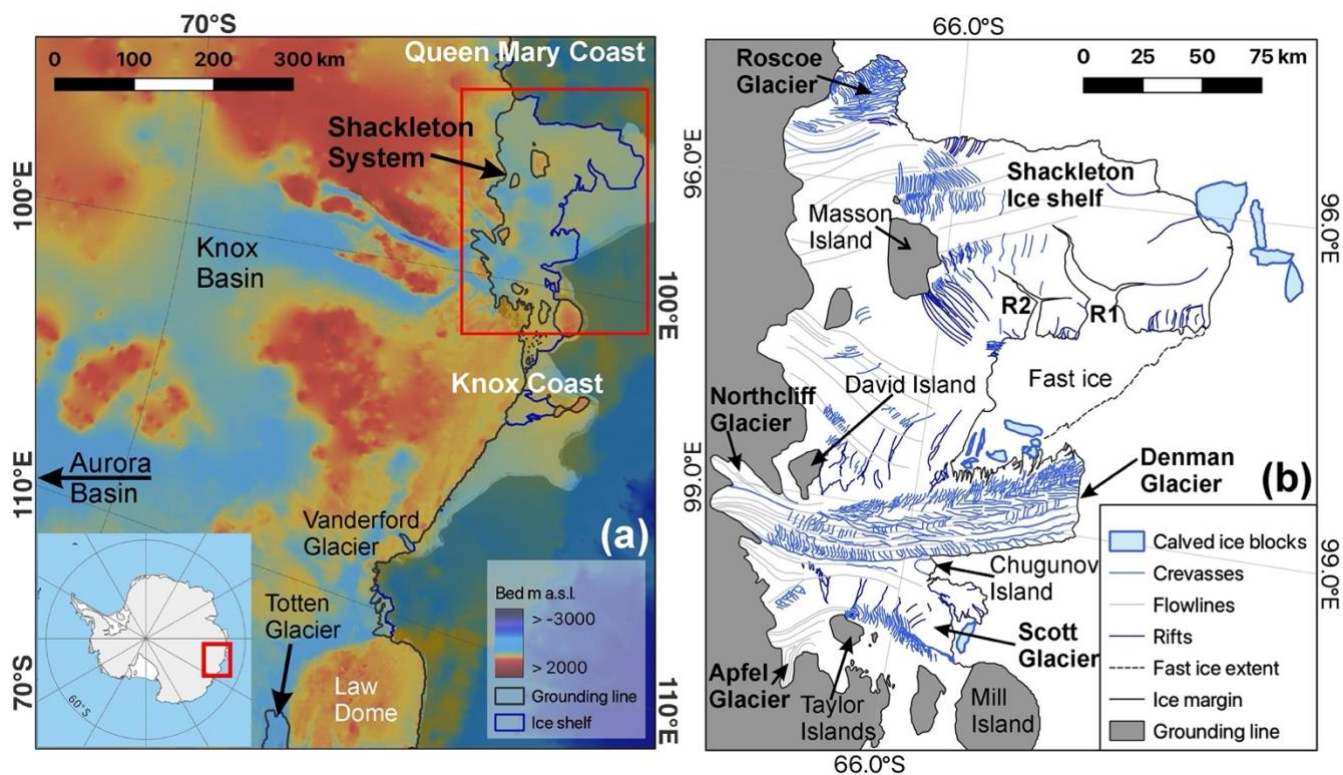 70°S
0 100 200 300 km
Queen Mary Coast
Shackleton
System
100°E
Knox
Basin
100°E
Knox Coast
110°E
Aurora
Basin
Vanderford
Glacier
(a)
Totten
Glacier
Law
Dome
60°S
70°S
110°E
Bed m a.s.l.
> -3000
> 2000
Grounding line
Ice shelf
66.0°S
Roscoe
Glacier
0 25 50 75 km
96.0°E
Shackleton
Ice shelf
96.0°E
Masson
Island
R2
R1
Fast ice
David Island
Northcliff
Glacier
99.0°E
Denman
Glacier
(b)
Chugunov
Island
99.0°E
Scott
Glacier
Apfel
Glacier
Taylor
Islands
Mill
Island
66.0°S
Calved ice blocks
Crevasses
Flowlines
Rifts
Fast ice extent
Ice margin
Grounding line